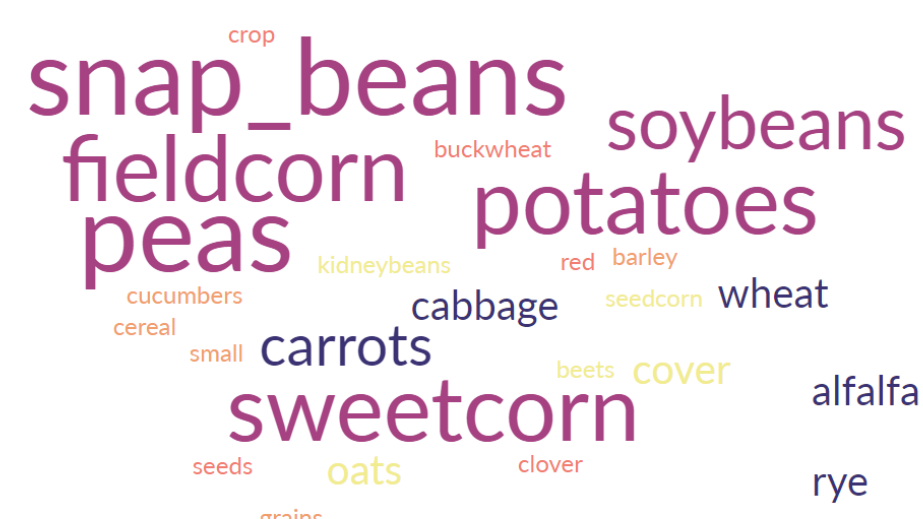 crop
snap_beans
soybeans
fieldcorn
buckwheat
potatoes
peas
kidneybeans
red
barley
cucumbers
cabbage
seedcorn
wheat
cereal
carrots
small
beets
cover
alfalfa
sweetcorn
seeds
oats
clover
rye
grains